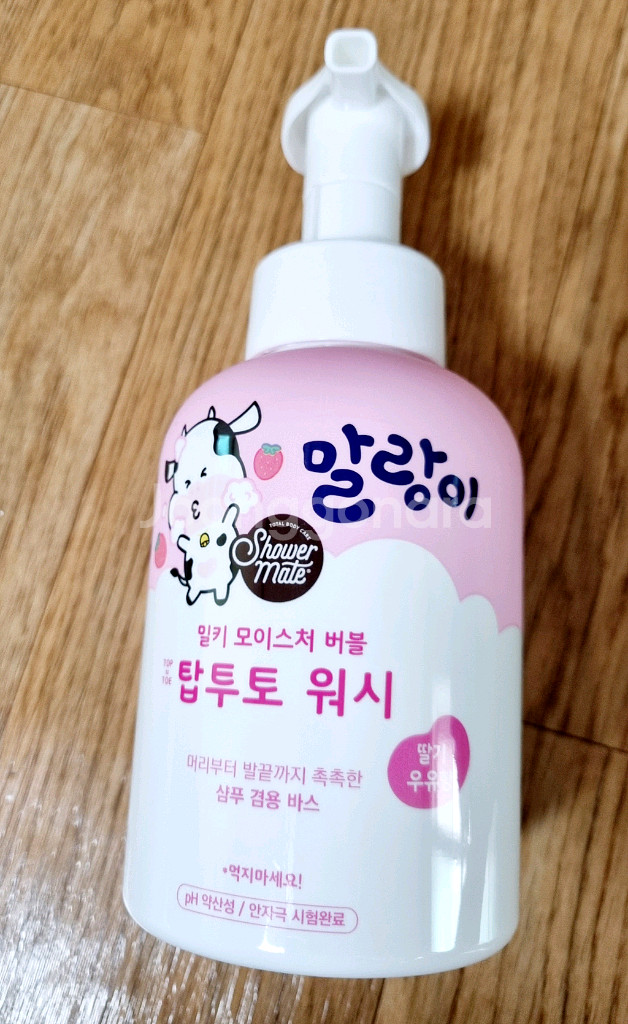 말랑이
Joonggonara
TOTAL BODY CARE
Shower
mate
밀키 모이스처 버블
TOP
TOE
탑투토 워시
딸기
우유향
머리부터 발끝까지 촉촉한
샴푸 겸용 바스
*먹지마세요!
pH 약산성 / 안자극 시험완료